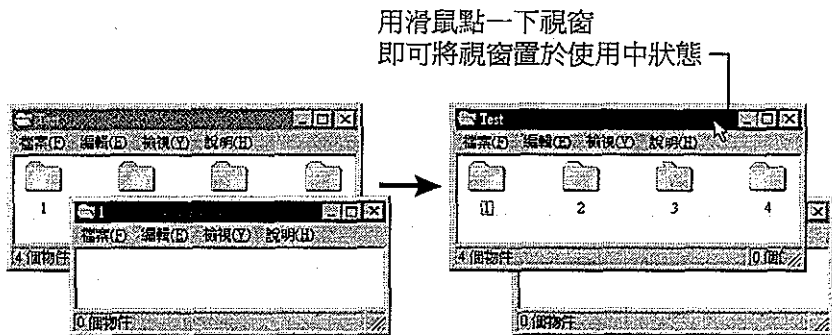 用滑鼠點一下視窗
即可將視窗置於使用中狀態
檔案(F) 編輯(E) 檢視(V) 說明(H)
1
4 個物件
1
檔案(F) 編輯(E) 檢視(V) 說明(H)
0 個物件
Test
檔案(F) 編輯(E) 檢視(V) 說明(H)
1 2 3 4
4 個物件 0 個
0 個物件